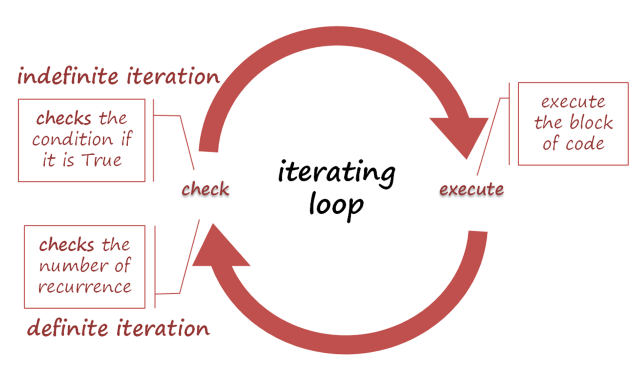 indefinite iteration
checks the
condition if
it is True
check
iterating
loop
execute
execute
the block
of code
checks the
number of
recurrence
definite iteration